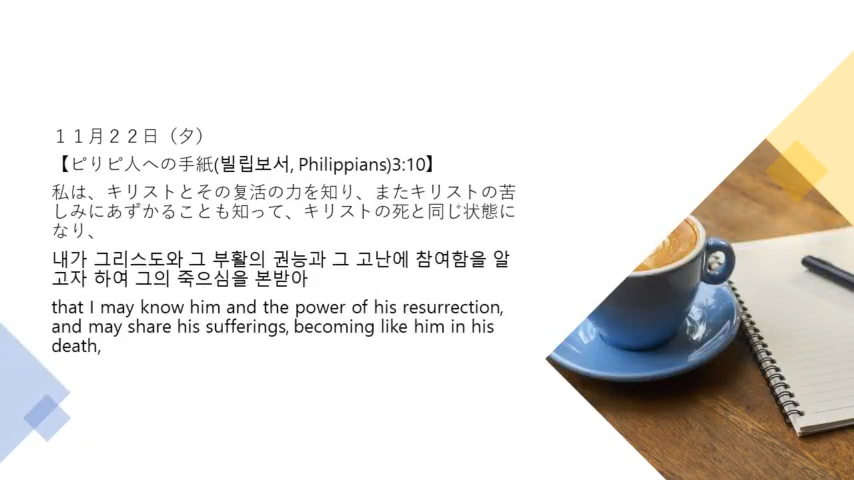 １１月２２日（夕）
【ピりピ人への手紙(빌립보서, Philippians)3:10】
私は、キリストとその复活の力を知り、またキリストの苦
しみにあずかることも知って、キリストの死と同じ状態に
なり、
내가 그리스도와 그 부활의 권능과 그 고난에 참여함을 알
고자 하여 그의 죽으심을 본받아
that I may know him and the power of his resurrection,
and may share his sufferings, becoming like him in his
death,